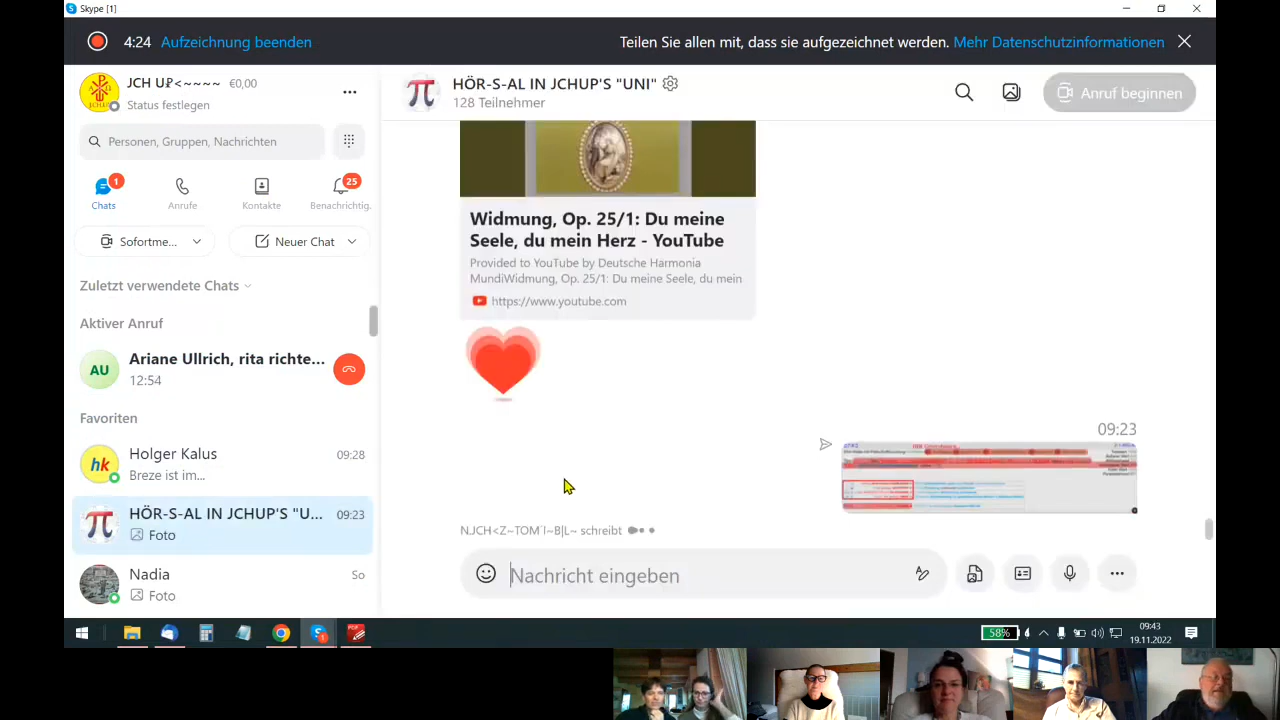 Skype [1]
4:24 Aufzeichnung beenden
Teilen Sie allen mit, dass sie aufgezeichnet werden. Mehr Datenschutzinformationen
JCH U₽<~~~~ €0,00
Status festlegen
Personen, Gruppen, Nachrichten
1
25
Chats
Anrufe
Kontakte
Benachrichtig.
Sofortme...
Neuer Chat
Zuletzt verwendete Chats
Aktiver Anruf
AU
Ariane Ullrich, rita richte...
12:54
Favoriten
hk
Holger Kalus 09:28
Breze ist im...
π
HÖR-S-AL IN JCHUP'S "U... 09:23
Foto
Nadia So
Foto
π
HÖR-S-AL IN JCHUP'S "UNI"
128 Teilnehmer
Anruf beginnen
Widmung, Op. 25/1: Du meine
Seele, du mein Herz - YouTube
Provided to YouTube by Deutsche Harmonia
MundiWidmung, Op. 25/1: Du meine Seele, du mein
https://www.youtube.com
09:23
N.JCH<Z~TOM¨I~B|L~ schreibt
Nachricht eingeben
58%
09:43
19.11.2022